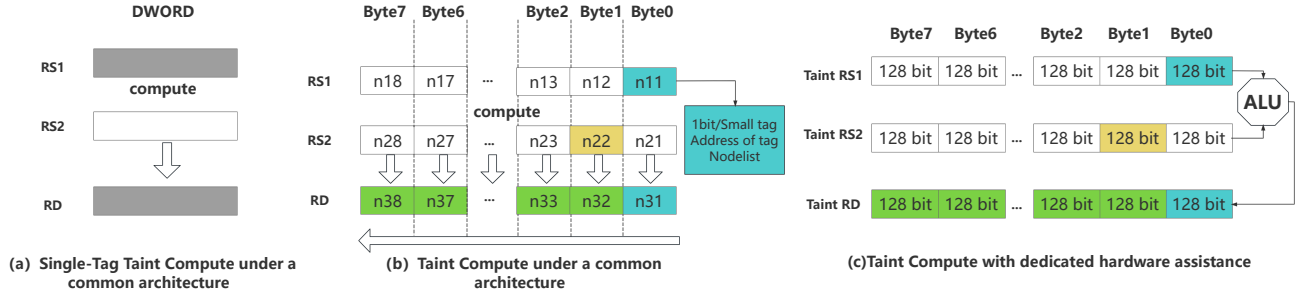 DWORD
RS1
compute
RS2
RD
(a) Single-Tag Taint Compute under a
common architecture
Byte7 Byte6 Byte2 Byte1 Byte0
RS1 n18 n17 ... n13 n12 n11
compute
1bit/Small tag
Address of tag
Nodelist
RS2 n28 n27 ... n23 n22 n21
RD n38 n37 ... n33 n32 n31
(b) Taint Compute under a common
architecture
Byte7 Byte6 Byte2 Byte1 Byte0
Taint RS1 128 bit 128 bit ... 128 bit 128 bit 128 bit
ALU
Taint RS2 128 bit 128 bit ... 128 bit 128 bit 128 bit
Taint RD 128 bit 128 bit ... 128 bit 128 bit 128 bit
(c)Taint Compute with dedicated hardware assistance